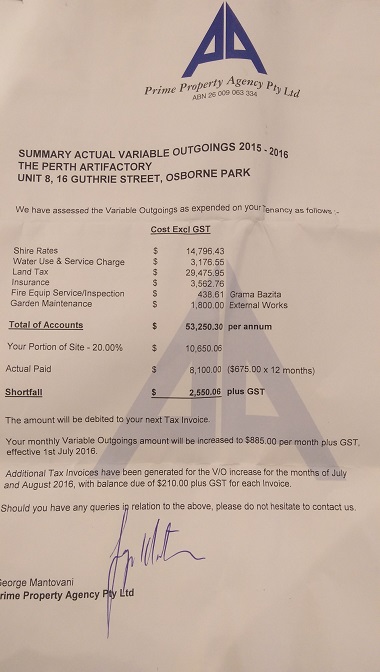 Prime Property Agency Pty Ltd
ABN 26 009 063 334
SUMMARY ACTUAL VARIABLE OUTGOINGS 2015 - 2016
THE PERTH ARTIFACTORY
UNIT 8, 16 GUTHRIE STREET, OSBORNE PARK
We have assessed the Variable Outgoings as expended on your Tenancy as follows :-
Cost Excl GST
Shire Rates $ 14,796.43
Water Use & Service Charge $ 3,176.55
Land Tax $ 29,475.95
Insurance $ 3,562.76
Fire Equip Service/Inspection $ 438.61 Grama Bazita
Garden Maintenance $ 1,800.00 External Works
Total of Accounts $ 53,250.30 per annum
Your Portion of Site - 20.00% $ 10,650.06
Actual Paid $ 8,100.00 ($675.00 x 12 months)
Shortfall $ 2,550.06 plus GST
The amount will be debited to your next Tax Invoice.
Your monthly Variable Outgoings amount will be increased to $885.00 per month plus GST,
effective 1st July 2016.
Additional Tax Invoices have been generated for the V/O increase for the months of July
and August 2016, with balance due of $210.00 plus GST for each Invoice.
Should you have any queries in relation to the above, please do not hesitate to contact us.
George Mantovani
rime Property Agency Pty Ltd